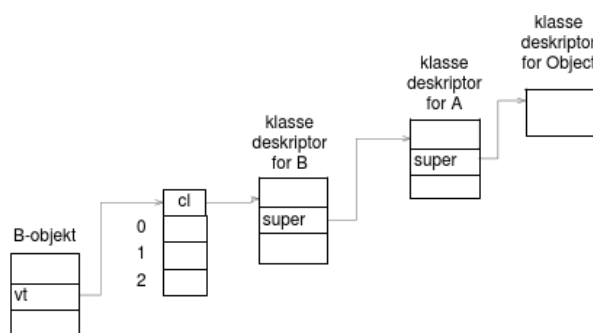 klasse
deskriptor
for Object
klasse
deskriptor
for A
super
klasse
deskriptor
for B
super
cl
0
1
2
B-objekt
vt